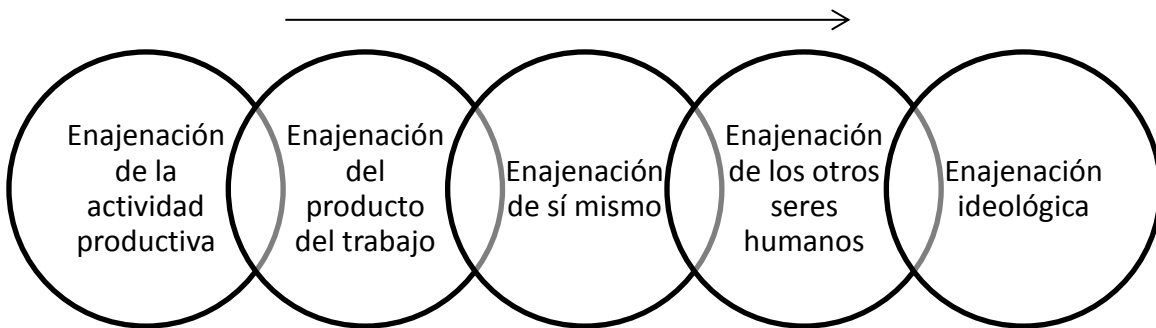 Enajenación
de la
actividad
productiva
Enajenación
del
producto
del trabajo
Enajenación
de sí mismo
Enajenación
de los otros
seres
humanos
Enajenación
ideológica